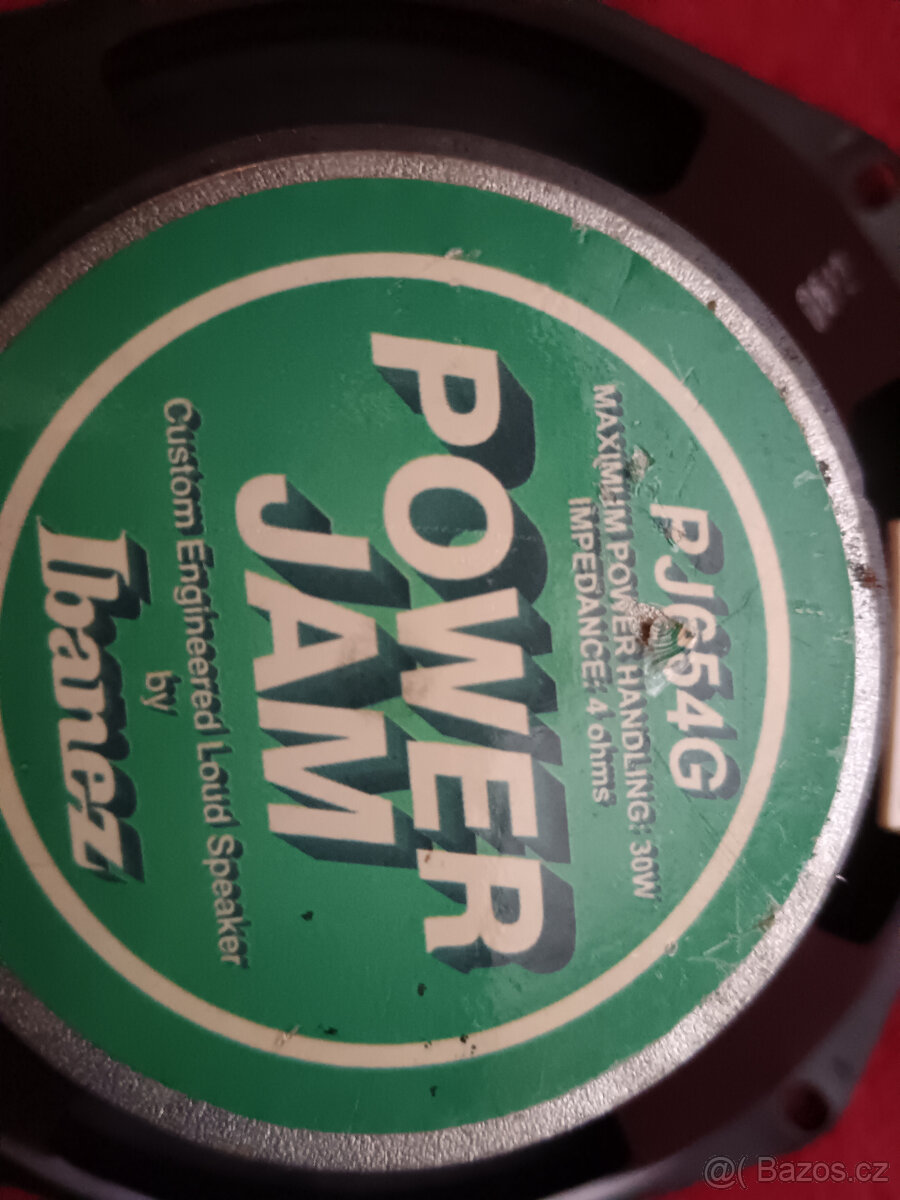 PJ654G
MAXIMUM POWER HANDLING: 30W
IMPEDANCE: 4 ohms
POWER
JAM
Custom Engineered Loud Speaker
by
Ibanez
@( Bazos.cz